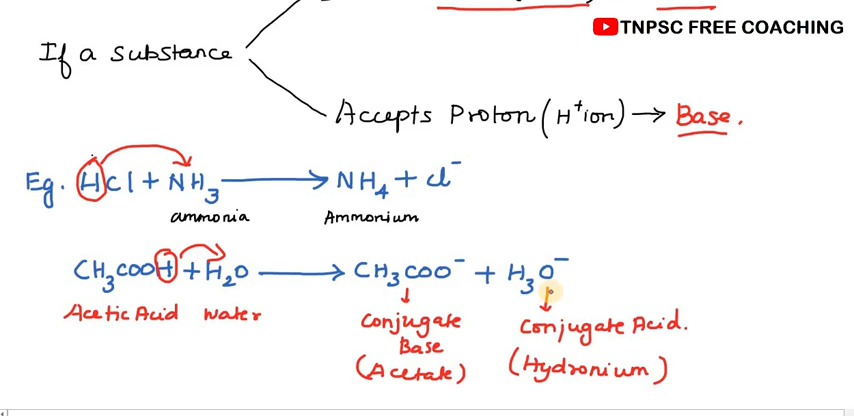 TNPSC FREE COACHING
If a substance
Accepts Proton (H⁺ion) → Base.
Eg. HCl + NH₃ → NH₄ + Cl⁻
ammonia Ammonium
CH₃COOH + H₂O → CH₃COO⁻ + H₃O⁻
Acetic Acid water
Conjugate Base (Acetate)
Conjugate Acid. (Hydronium)